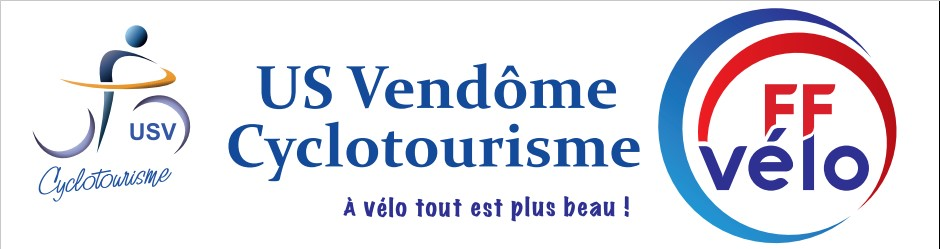 USV
Cyclotourisme
US Vendôme
Cyclotourisme
À vélo tout est plus beau !
FF
vélo